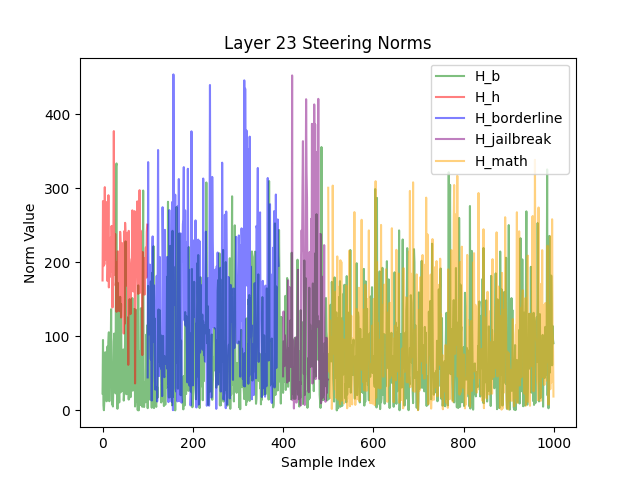 Layer 23 Steering Norms
H_b
H_h
H_borderline
H_jailbreak
H_math
Norm Value
400
300
200
100
0
0
200
400
600
800
1000
Sample Index